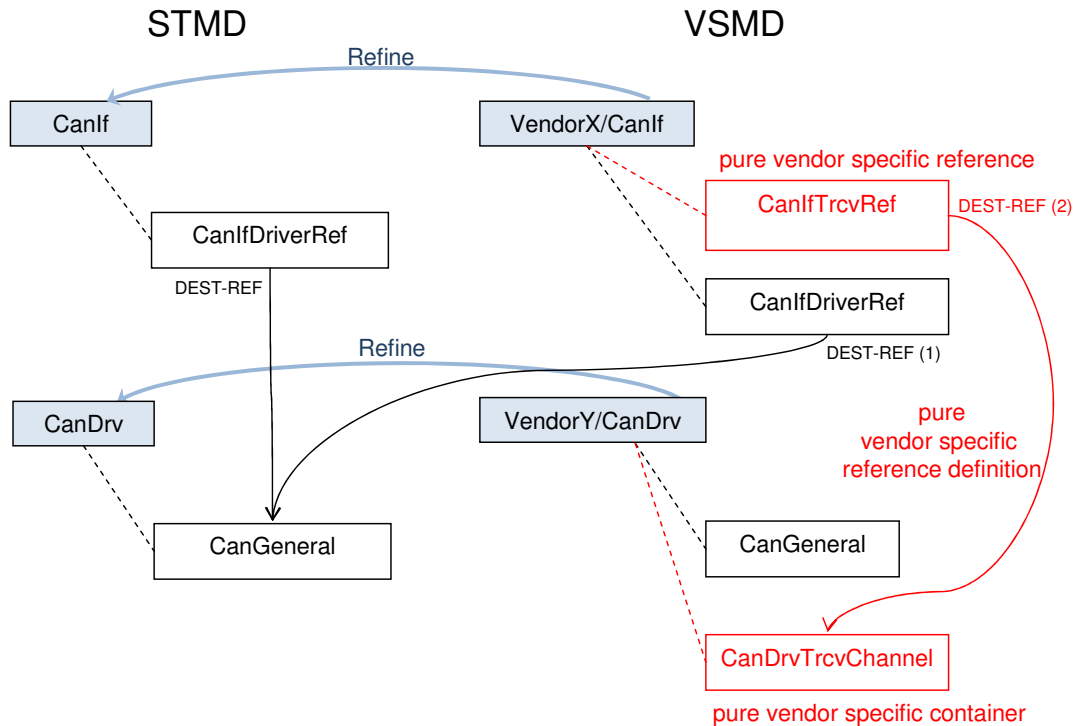 STMD
VSMD
Refine
CanIf
VendorX/CanIf
pure vendor specific reference
CanIfTrcvRef
DEST-REF (2)
CanIfDriverRef
DEST-REF
CanIfDriverRef
DEST-REF (1)
Refine
CanDrv
VendorY/CanDrv
pure
vendor specific
reference definition
CanGeneral
CanGeneral
CanDrvTrcvChannel
pure vendor specific container